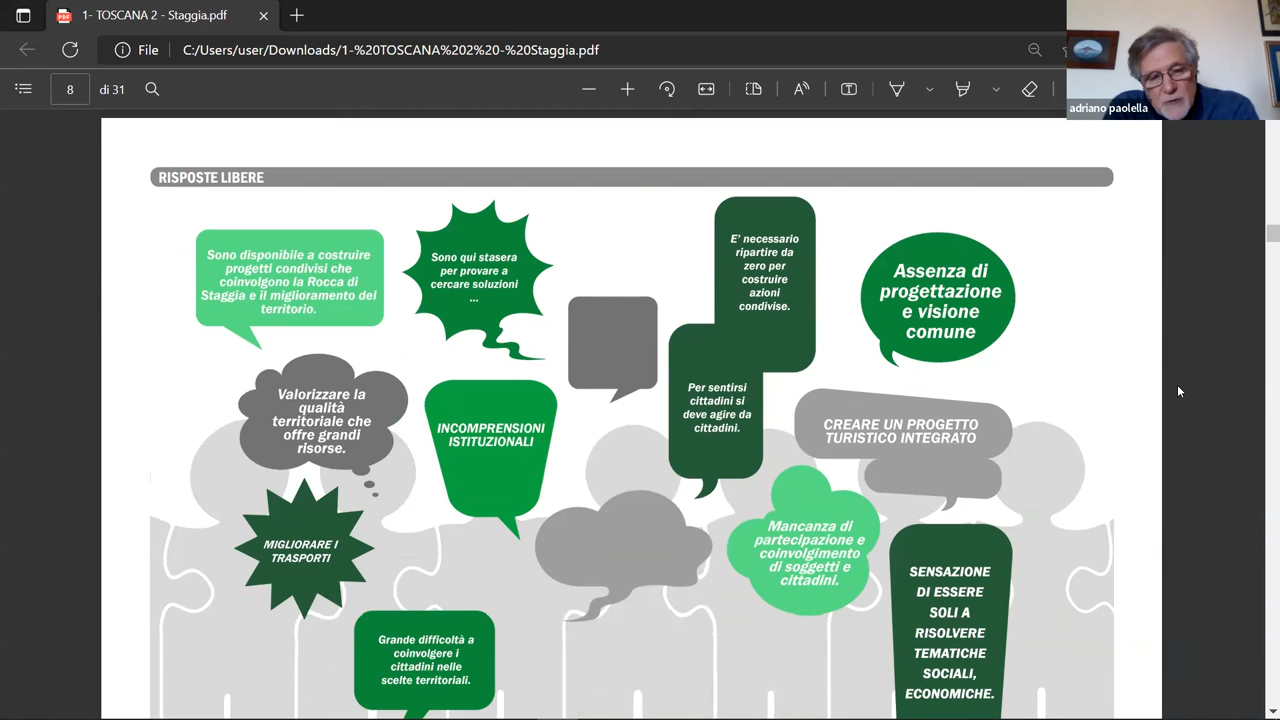 1- TOSCANA 2 - Staggia.pdf
File
C:/Users/user/Downloads/1-%20TOSCANA%202%20-%20Staggia.pdf
8
di 31
adriano paolella
RISPOSTE LIBERE
Sono disponibile a costruire
progetti condivisi che
coinvolgono la Rocca di
Staggia e il miglioramento del
territorio.
Sono qui stasera
per provare a
cercare soluzioni
...
E' necessario
ripartire da
zero per
costruire
azioni
condivise.
Assenza di
progettazione
e visione
comune
Valorizzare la
qualità
territoriale che
offre grandi
risorse.
INCOMPRENSIONI
ISTITUZIONALI
Per sentirsi
cittadini si
deve agire da
cittadini.
CREARE UN PROGETTO
TURISTICO INTEGRATO
MIGLIORARE I
TRASPORTI
Mancanza di
partecipazione e
coinvolgimento
di soggetti e
cittadini.
SENSAZIONE
DI ESSERE
SOLI A
RISOLVERE
TEMATICHE
SOCIALI,
ECONOMICHE.
Grande difficoltà a
coinvolgere i
cittadini nelle
scelte territoriali.